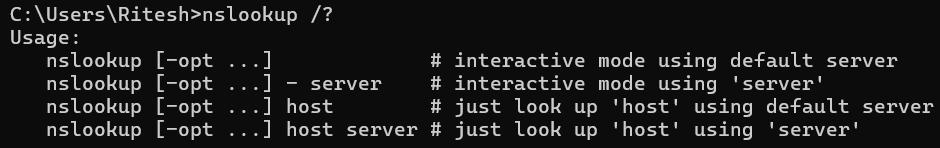 C:\Users\Ritesh>nslookup /?
Usage:
nslookup [-opt ...] # interactive mode using default server
nslookup [-opt ...] - server # interactive mode using 'server'
nslookup [-opt ...] host # just look up 'host' using default server
nslookup [-opt ...] host server # just look up 'host' using 'server'